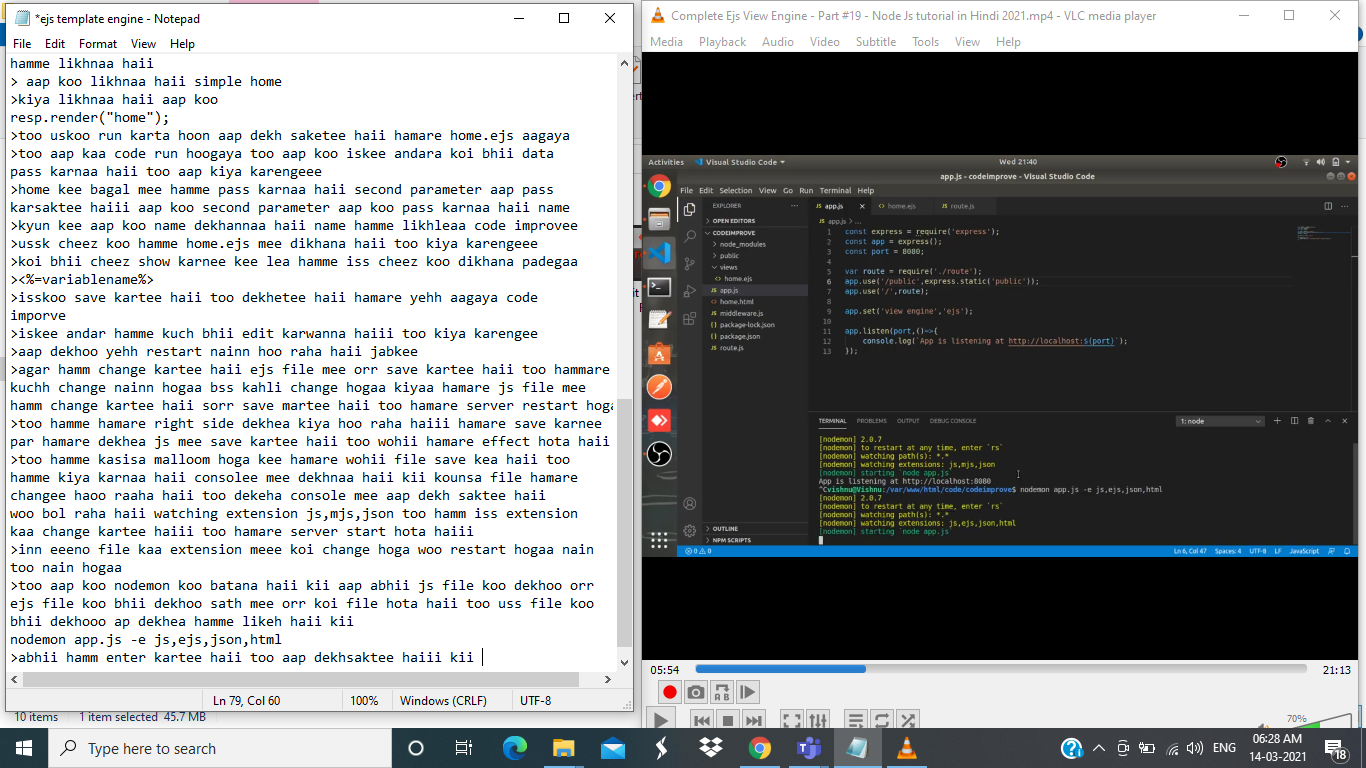 *ejs template engine - Notepad
File Edit Format View Help
hamme likhnaa haii
> aap koo likhnaa haii simple home
>kiya likhnaa haii aap koo
resp.render("home");
>too uskoo run karta hoon aap dekh saketee haii hamare home.ejs aagaya
>too aap kaa code run hoogaya too aap koo iskee andara koi bhii data
pass karnaa haii too aap kiya karengeee
>home kee bagal mee hamme pass karnaa haii second parameter aap pass
karsaktee haiii aap koo second parameter aap koo pass karnaa haii name
>kyun kee aap koo name dekhannaa haii name hamme likhleaa code improvee
>ussk cheez koo hamme home.ejs mee dikhana haii too kiya karengeee
>koi bhii cheez show karnee kee lea hamme iss cheez koo dikhana padegaa
><%=variablename%>
>isskoo save kartee haii too dekhetee haii hamare yehh aagaya code
imporve
>iskee andar hamme kuch bhii edit karwanna haiii too kiya karengee
>aap dekhoo yehh restart nainn hoo raha haii jabkee
>agar hamm change kartee haii ejs file mee orr save kartee haii too hammare
kuchh change nainn hogaa bss kahli change hogaa kiyaa hamare js file mee
hamm change kartee haii sorr save martee haii too hamare server restart hoga
>too hamme hamare right side dekhea kiya hoo raha haiii hamare save karnee
par hamare dekhea js mee save kartee haii too wohii hamare effect hota haii
>too hamme kasisa malloom hoga kee hamare wohii file save kea haii too
hamme kiya karnaa haii consolee mee dekhnaa haii kii kounsa file hamare
changee haoo raaha haii too dekeha console mee aap dekh saktee haii
woo bol raha haii watching extension js,mjs,json too hamm iss extension
kaa change kartee haiii too hamare server start hota haiii
>inn eeeno file kaa extension meee koi change hoga woo restart hogaa nain
too nain hogaa
>too aap koo nodemon koo batana haii kii aap abhii js file koo dekhoo orr
ejs file koo bhii dekhoo sath mee orr koi file hota haii too uss file koo
bhii dekhooo ap dekhea hamme likeh haii kii
nodemon app.js -e js,ejs,json,html
>abhii hamm enter kartee haii too aap dekhsaktee haiii kii
Ln 79, Col 60 100% Windows (CRLF) UTF-8
10 items 1 item selected 45.7 MB
Complete Ejs View Engine - Part #19 - Node Js tutorial in Hindi 2021.mp4 - VLC media player
Media Playback Audio Video Subtitle Tools View Help
Activities Visual Studio Code Wed 21:40
app.js - codeimprove - Visual Studio Code
File Edit Selection View Go Run Terminal Help
EXPLORER
OPEN EDITORS
CODEIMPROVE
node_modules
public
views
home.ejs
app.js
home.html
middleware.js
package-lock.json
package.json
route.js
OUTLINE
NPM SCRIPTS
app.js home.ejs route.js
app.js > ...
1 const express = require('express');
2 const app = express();
3 const port = 8080;
4
5 var route = require('./route');
6 app.use('/public',express.static('public'));
7 app.use('/',route);
8
9 app.set('view engine','ejs');
10
11 app.listen(port,()=>{
12 console.log(`App is listening at http://localhost:${port}`);
13 });
TERMINAL PROBLEMS OUTPUT DEBUG CONSOLE 1: node
[nodemon] 2.0.7
[nodemon] to restart at any time, enter `rs`
[nodemon] watching path(s): *.*
[nodemon] watching extensions: js,mjs,json
[nodemon] starting `node app.js`
App is listening at http://localhost:8080
^Cvishnu@Vishnu:/var/www/html/code/codeimprove$ nodemon app.js -e js,ejs,json,html
[nodemon] 2.0.7
[nodemon] to restart at any time, enter `rs`
[nodemon] watching path(s): *.*
[nodemon] watching extensions: js,ejs,json,html
[nodemon] starting `node app.js`
0 0 Ln 6, Col 47 Spaces: 4 UTF-8 LF JavaScript
05:54 21:13
70%
Type here to search
ENG
06:28 AM
14-03-2021
18